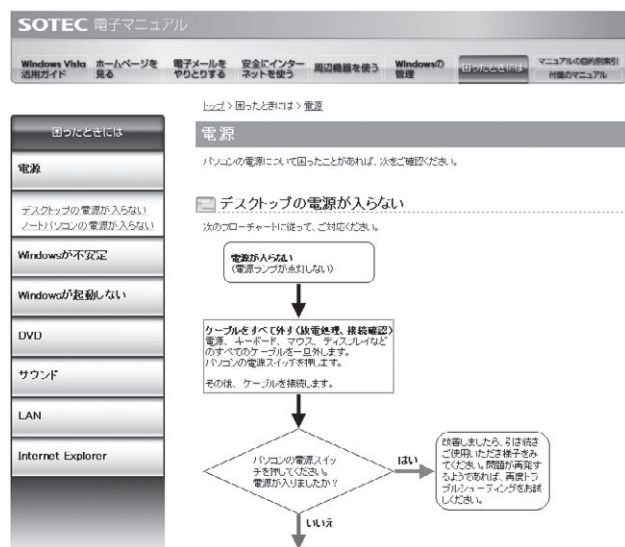 SOTEC 電子マニュアル
Windows Vista
活用ガイド
ホームページを
見る
電子メールを
やりとりする
安全にインター
ネットを使う
周辺機器を使う
Windowsの
管理
困ったときには
マニュアルの目的別索引
付属のマニュアル
トップ > 困ったときには > 電源
困ったときには
電源
デスクトップの電源が入らない
ノートパソコンの電源が入らない
Windowsが不安定
Windowsが起動しない
DVD
サウンド
LAN
Internet Explorer
電源
パソコンの電源について困ったことがあれば、次をご確認ください。
デスクトップの電源が入らない
次のフローチャートに従って、ご対応ください。
電源が入らない
(電源ランプが点灯しない)
ケーブルをすべて外す(放電処理、接続確認)
電源、キーボード、マウス、ディスプレイなど
のすべてのケーブルを一旦外します。
パソコンの電源スイッチを押します。
その後、ケーブルを接続します。
パソコンの電源スイッ
チを押してください。
電源が入りましたか？
はい
改善しましたら、引き続き
ご使用いただき様子をみ
てください。問題が再発す
るようであれば、再度トラ
ブルシューティングをお試
しください。
いいえ